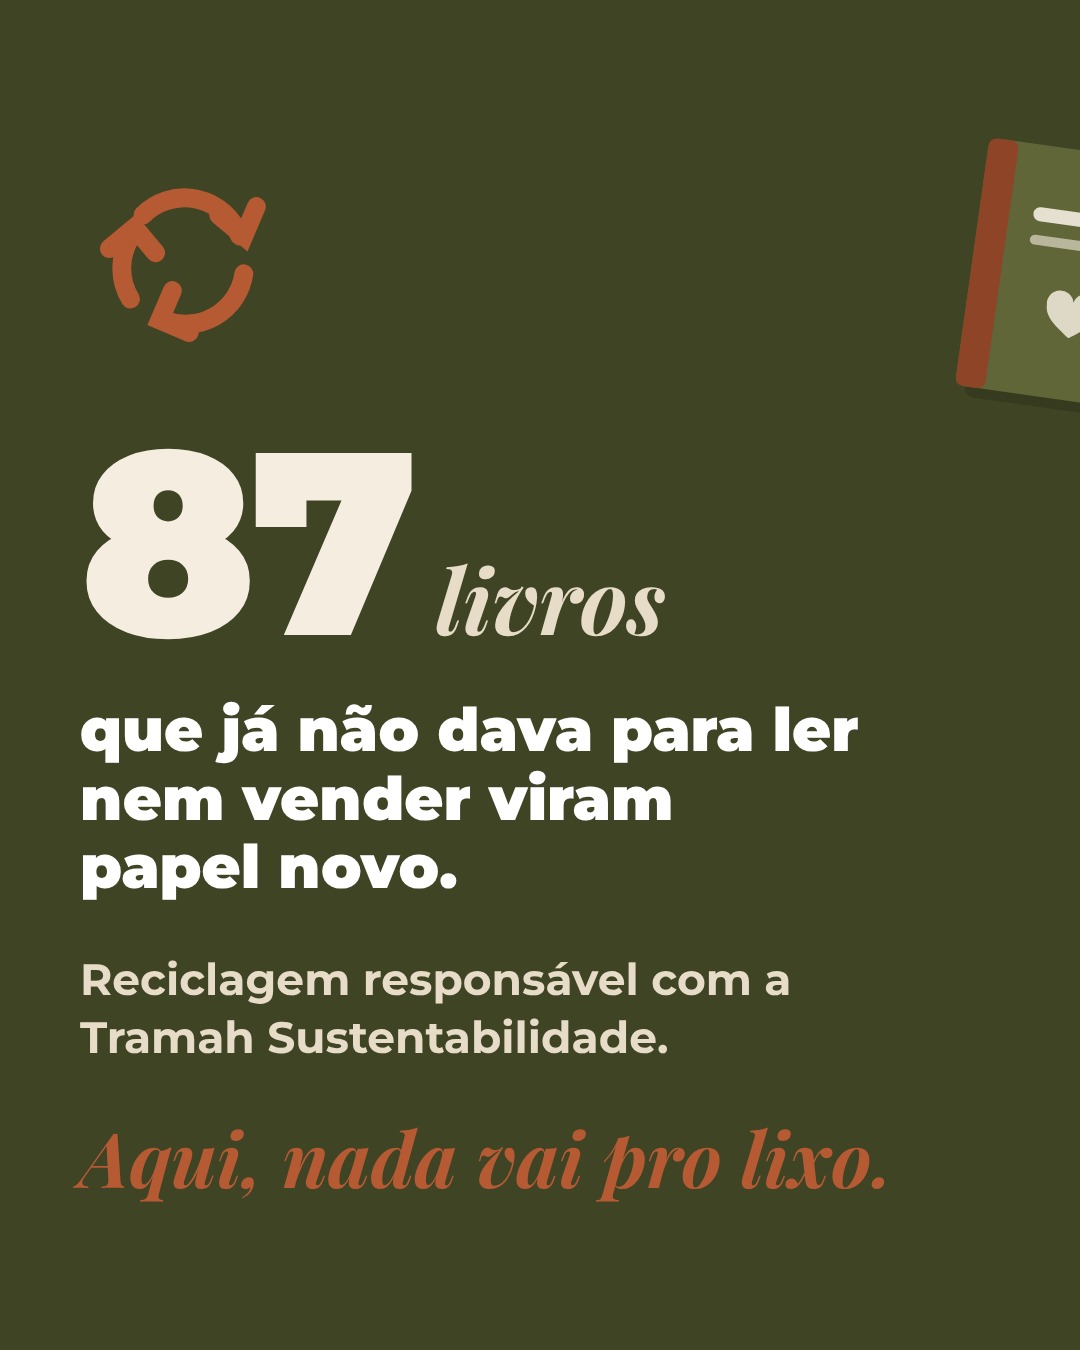 87 livros
que já não dava para ler
nem vender viram
papel novo.
Reciclagem responsável com a
Tramah Sustentabilidade.
Aqui, nada vai pro lixo.